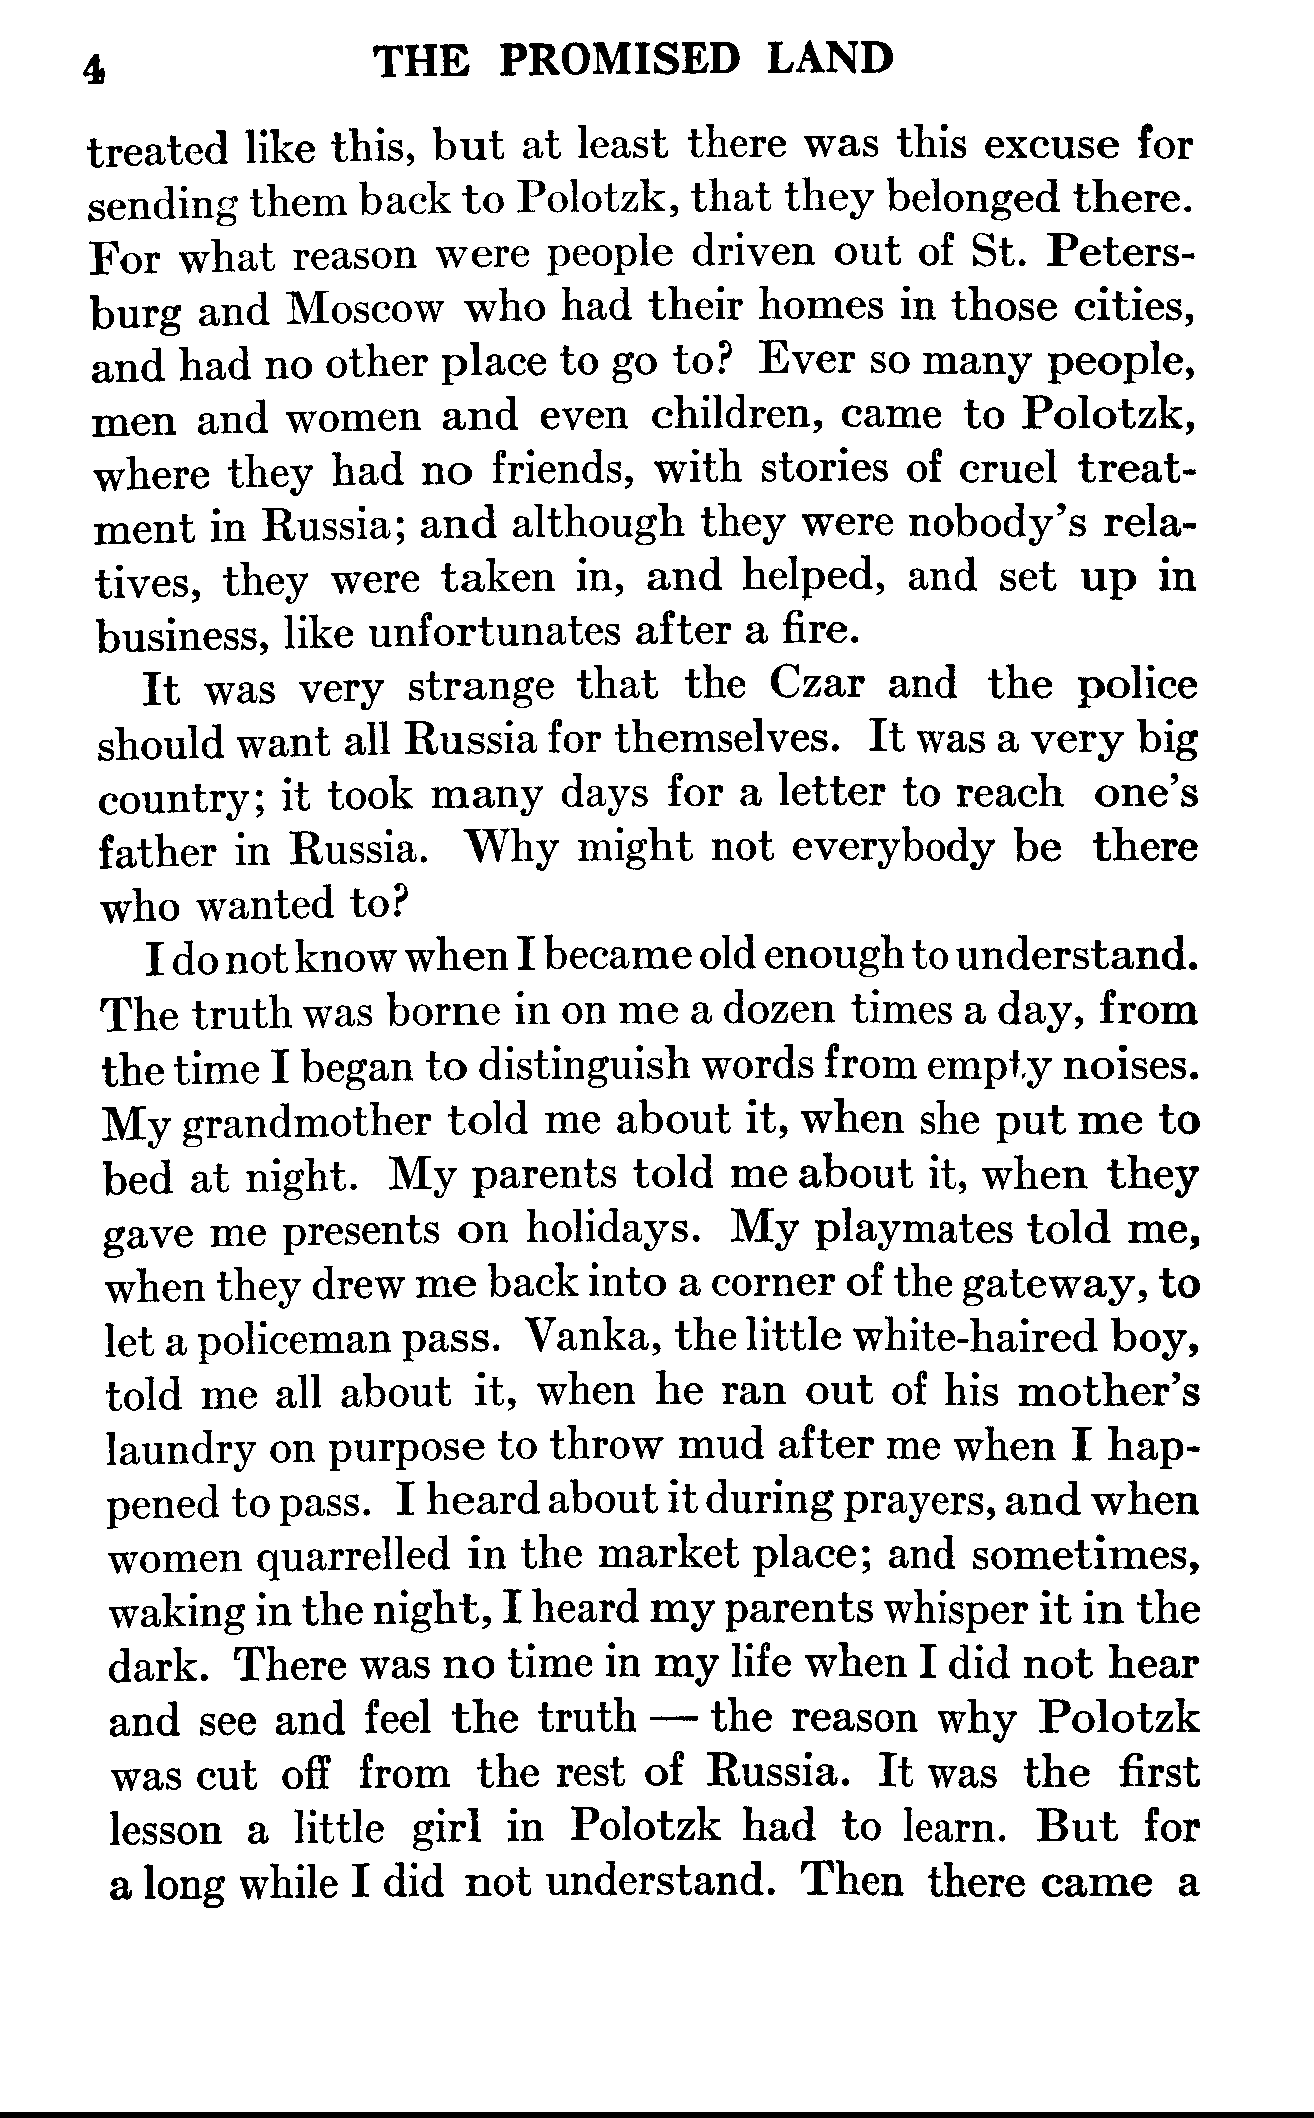 4 THE PROMISED LAND
treated like this, but at least there was this excuse for
sending them back to Polotzk, that they belonged there.
For what reason were people driven out of St. Peters-
burg and Moscow who had their homes in those cities,
and had no other place to go to? Ever so many people,
men and women and even children, came to Polotzk,
where they had no friends, with stories of cruel treat-
ment in Russia; and although they were nobody's rela-
tives, they were taken in, and helped, and set up in
business, like unfortunates after a fire.
It was very strange that the Czar and the police
should want all Russia for themselves. It was a very big
country; it took many days for a letter to reach one's
father in Russia. Why might not everybody be there
who wanted to?
I do not know when I became old enough to understand.
The truth was borne in on me a dozen times a day, from
the time I began to distinguish words from empty noises.
My grandmother told me about it, when she put me to
bed at night. My parents told me about it, when they
gave me presents on holidays. My playmates told me,
when they drew me back into a corner of the gateway, to
let a policeman pass. Vanka, the little white-haired boy,
told me all about it, when he ran out of his mother's
laundry on purpose to throw mud after me when I hap-
pened to pass. I heard about it during prayers, and when
women quarrelled in the market place; and sometimes,
waking in the night, I heard my parents whisper it in the
dark. There was no time in my life when I did not hear
and see and feel the truth — the reason why Polotzk
was cut off from the rest of Russia. It was the first
lesson a little girl in Polotzk had to learn. But for
a long while I did not understand. Then there came a